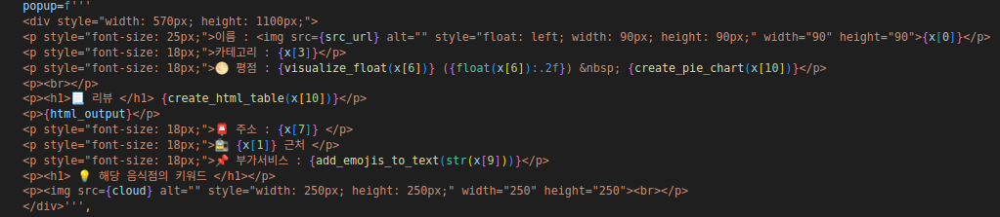 popup=f'''
<div style="width: 570px; height: 1100px;">
<p style="font-size: 25px;">이름 : <img src={src_url} alt="" style="float: left; width: 90px; height: 90px;" width="90" height="90">{x[0]}</p>
<p style="font-size: 18px;">카테고리 : {x[3]}</p>
<p style="font-size: 18px;">🌕 평점 : {visualize_float(x[6])} ({float(x[6]):.2f}) &nbsp; {create_pie_chart(x[10])}</p>
<p><br></p>
<p><h1>📃 리뷰 </h1> {create_html_table(x[10])}</p>
<p>{html_output}</p>
<p style="font-size: 18px;">📮 주소 : {x[7]} </p>
<p style="font-size: 18px;">🚉 {x[1]} 근처 </p>
<p style="font-size: 18px;">📌 부가서비스 : {add_emojis_to_text(str(x[9]))}</p>
<p><h1> 💡 해당 음식점의 키워드 </h1></p>
<p><img src={cloud} alt="" style="width: 250px; height: 250px;" width="250" height="250"><br></p>
</div>''',